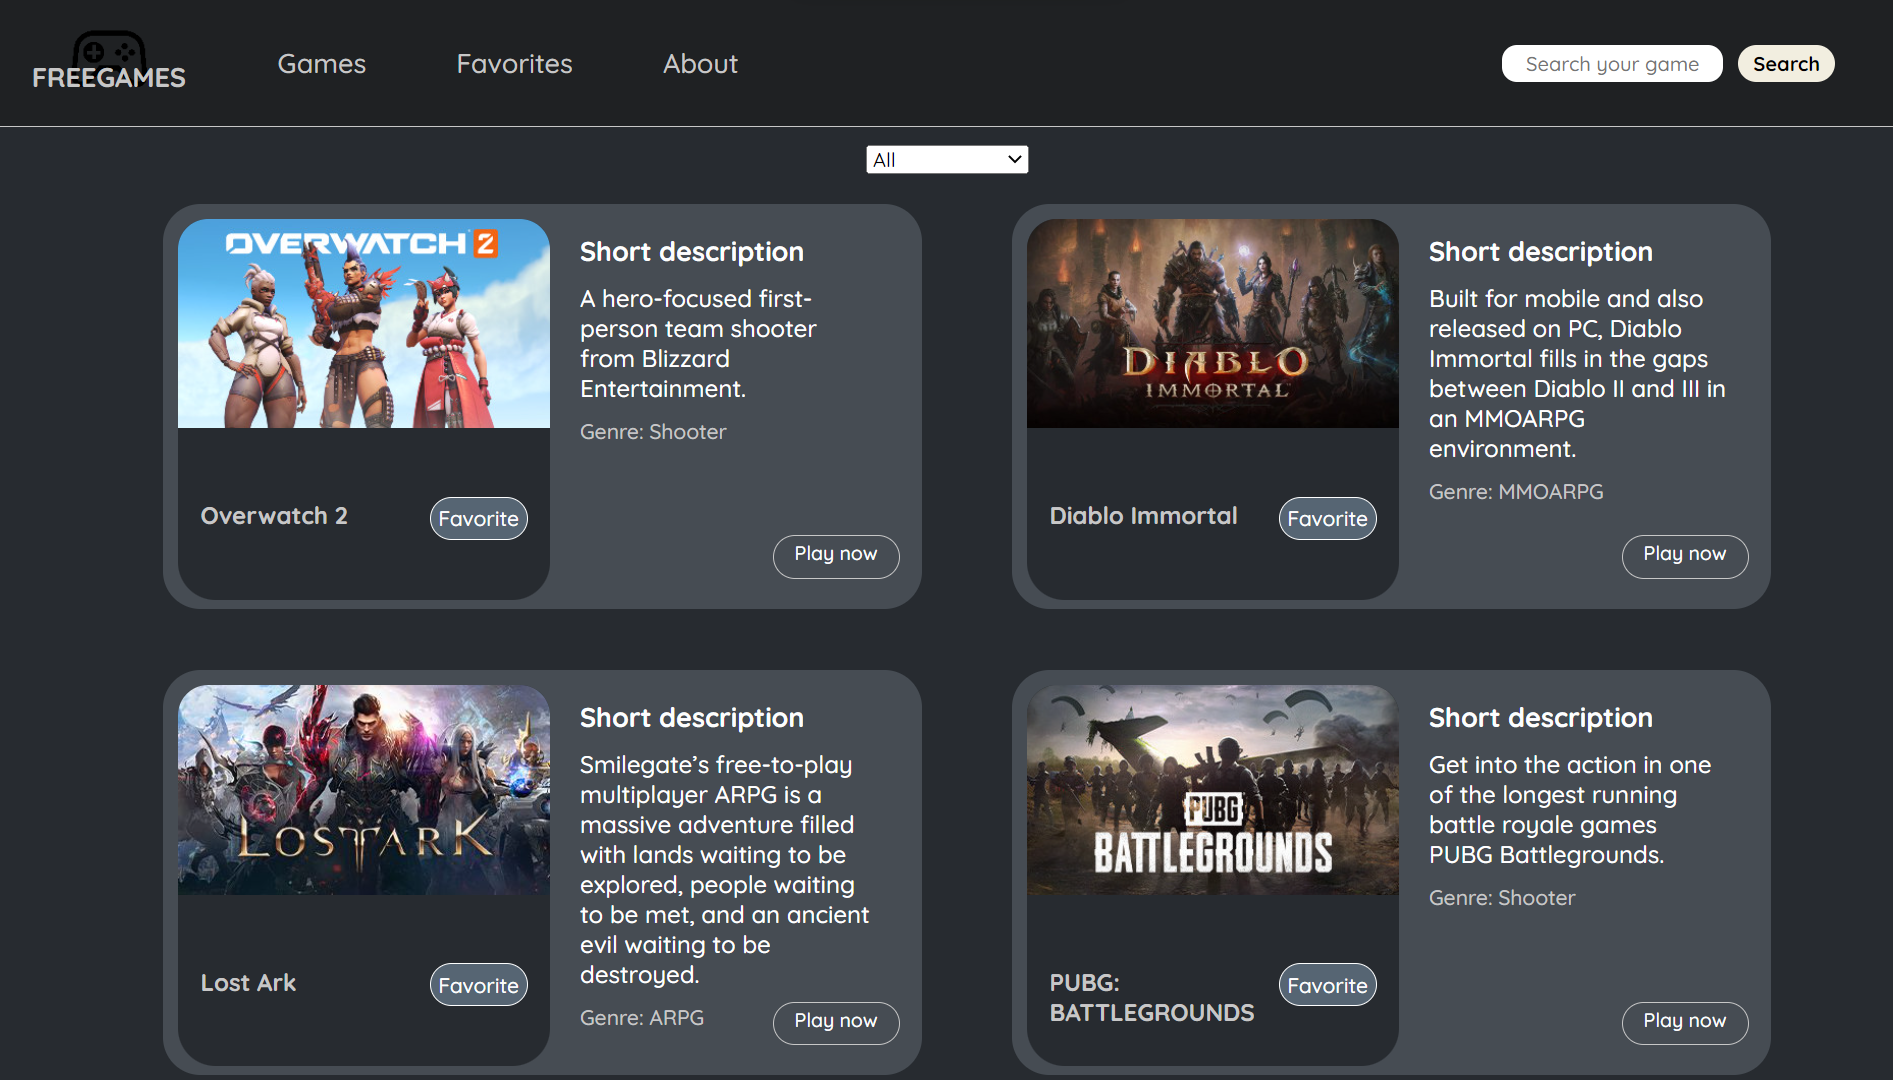 FREEGAMES
Games
Favorites
About
Search your game
Search
All
OVERWATCH 2
Short description
A hero-focused first-
person team shooter
from Blizzard
Entertainment.
Genre: Shooter
Overwatch 2
Favorite
Play now
DIABLO
IMMORTAL
Short description
Built for mobile and also
released on PC, Diablo
Immortal fills in the gaps
between Diablo II and III in
an MMOARPG
environment.
Genre: MMOARPG
Diablo Immortal
Favorite
Play now
LOST ARK
Short description
Smilegate’s free-to-play
multiplayer ARPG is a
massive adventure filled
with lands waiting to be
explored, people waiting
to be met, and an ancient
evil waiting to be
destroyed.
Genre: ARPG
Lost Ark
Favorite
Play now
PUBG
BATTLEGROUNDS
Short description
Get into the action in one
of the longest running
battle royale games
PUBG Battlegrounds.
Genre: Shooter
PUBG:
BATTLEGROUNDS
Favorite
Play now